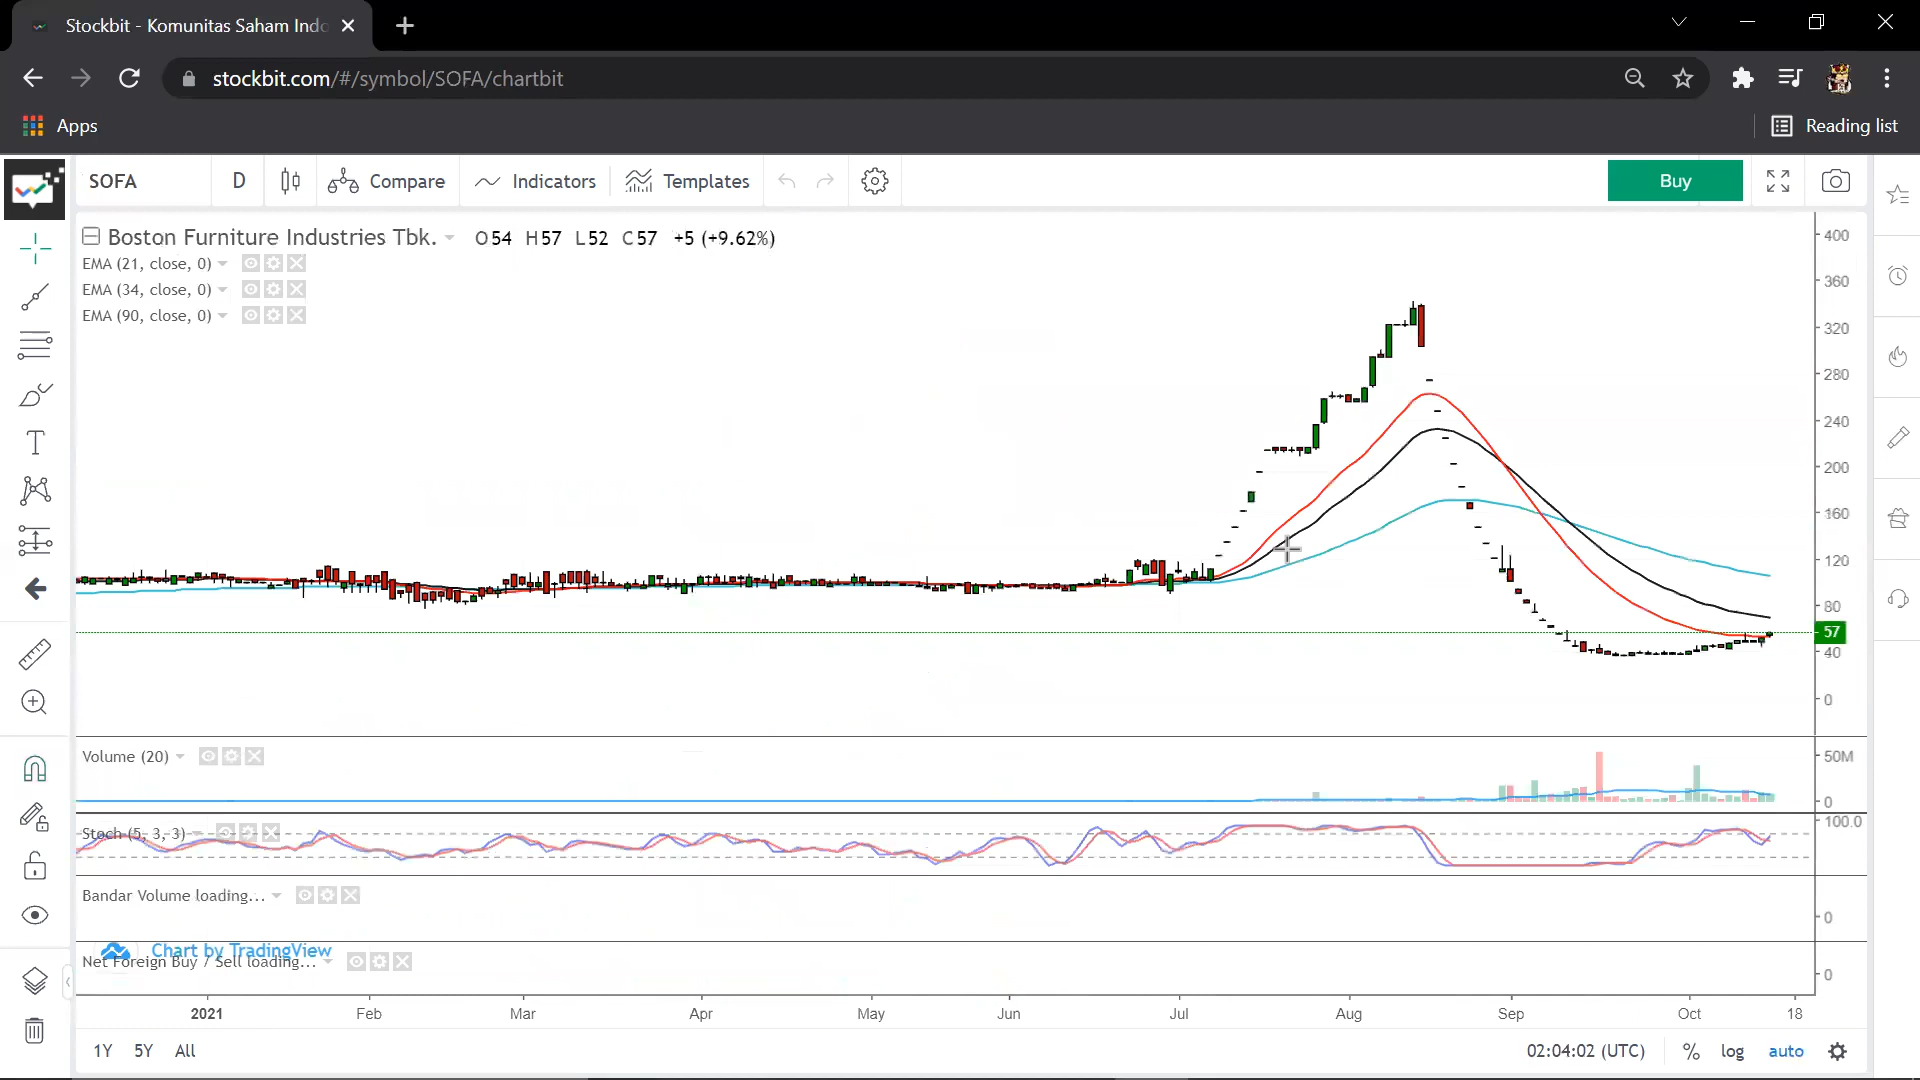 Stockbit - Komunitas Saham Indo
stockbit.com/#/symbol/SOFA/chartbit
Apps
Reading list
SOFA D Compare Indicators Templates Buy
Boston Furniture Industries Tbk. O54 H57 L52 C57 +5 (+9.62%)
EMA (21, close, 0)
EMA (34, close, 0)
EMA (90, close, 0)
400
360
320
280
240
200
160
120
80
57
40
0
Volume (20)
50M
0
Stoch (5, 3, 3)
100.0
Bandar Volume loading...
0
Chart by TradingView
Net Foreign Buy / Sell loading...
0
2021 Feb Mar Apr May Jun Jul Aug Sep Oct 18
1Y 5Y All 02:04:02 (UTC) % log auto